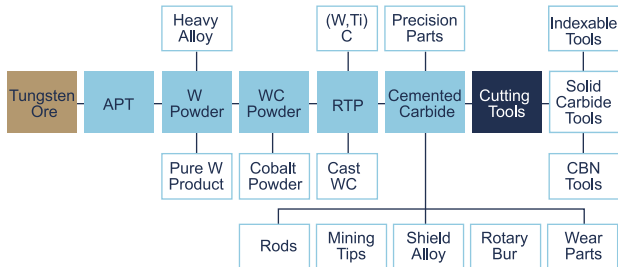 Heavy
Alloy
(W,Ti)
C
Precision
Parts
Indexable
Tools
Tungsten
Ore
APT
W
Powder
WC
Powder
RTP
Cemented
Carbide
Cutting
Tools
Solid
Carbide
Tools
Pure W
Product
Cobalt
Powder
Cast
WC
CBN
Tools
Rods
Mining
Tips
Shield
Alloy
Rotary
Bur
Wear
Parts